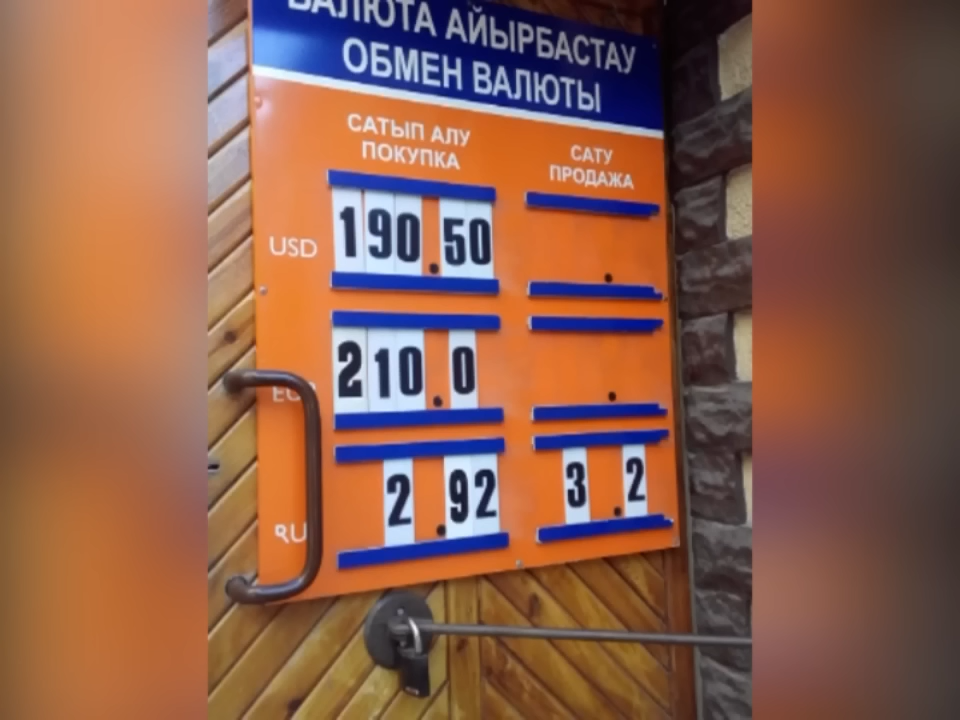 ВАЛЮТА АЙЫРБАСТАУ
ОБМЕН ВАЛЮТЫ
САТЫП АЛУ
ПОКУПКА
САТУ
ПРОДАЖА
USD 190.50 .
210.0 .
RU 2.92 3.2